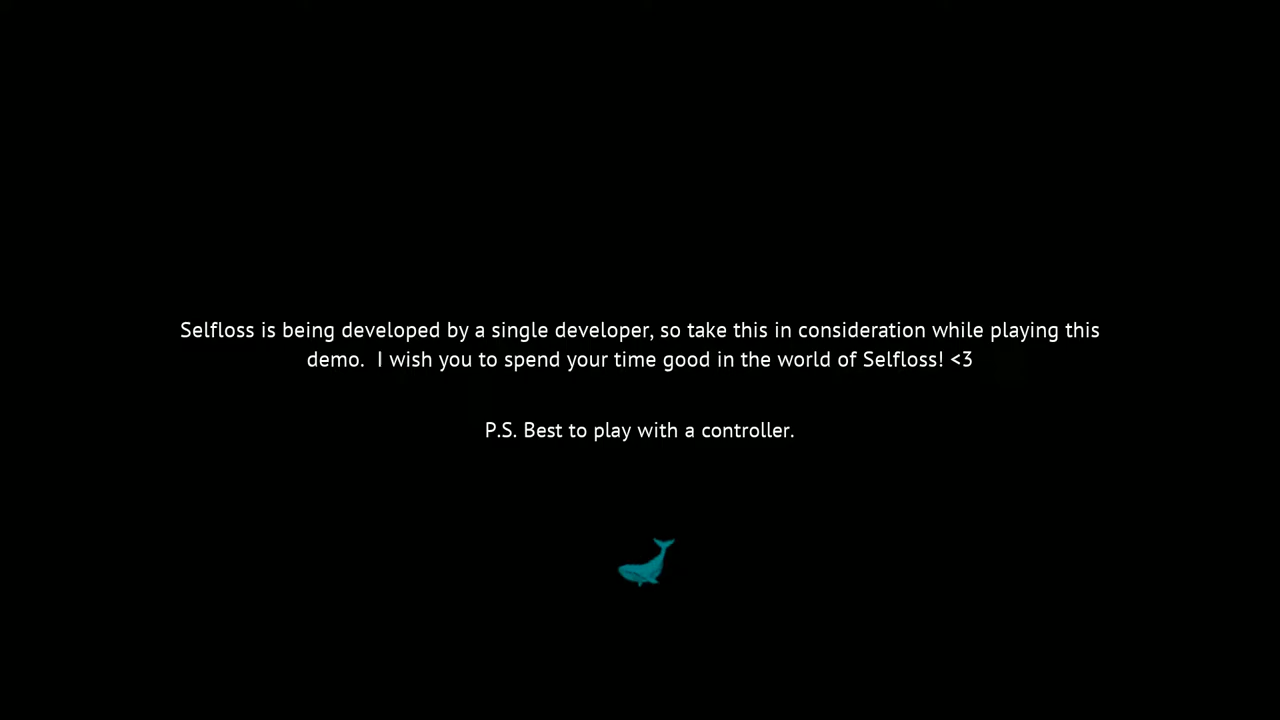 Selfloss is being developed by a single developer, so take this in consideration while playing this
demo.  I wish you to spend your time good in the world of Selfloss! <3
P.S. Best to play with a controller.